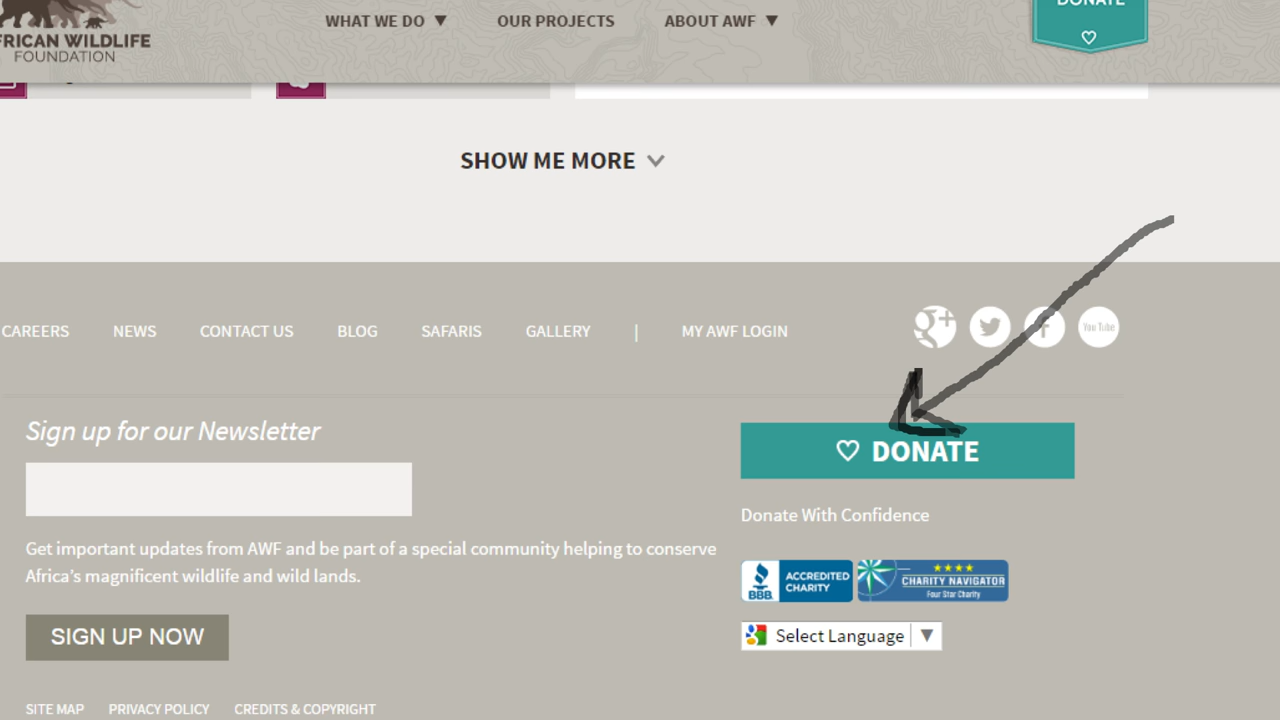 WHAT WE DO ▼ OUR PROJECTS ABOUT AWF ▼
DONATE
FRICAN WILDLIFE
FOUNDATION
SHOW ME MORE
CAREERS NEWS CONTACT US BLOG SAFARIS GALLERY | MY AWF LOGIN
g+ f You Tube
Sign up for our Newsletter
DONATE
Donate With Confidence
Get important updates from AWF and be part of a special community helping to conserve
Africa's magnificent wildlife and wild lands.
BBB ACCREDITED
CHARITY
CHARITY NAVIGATOR
Four Star Charity
SIGN UP NOW
Select Language ▼
SITE MAP PRIVACY POLICY CREDITS & COPYRIGHT